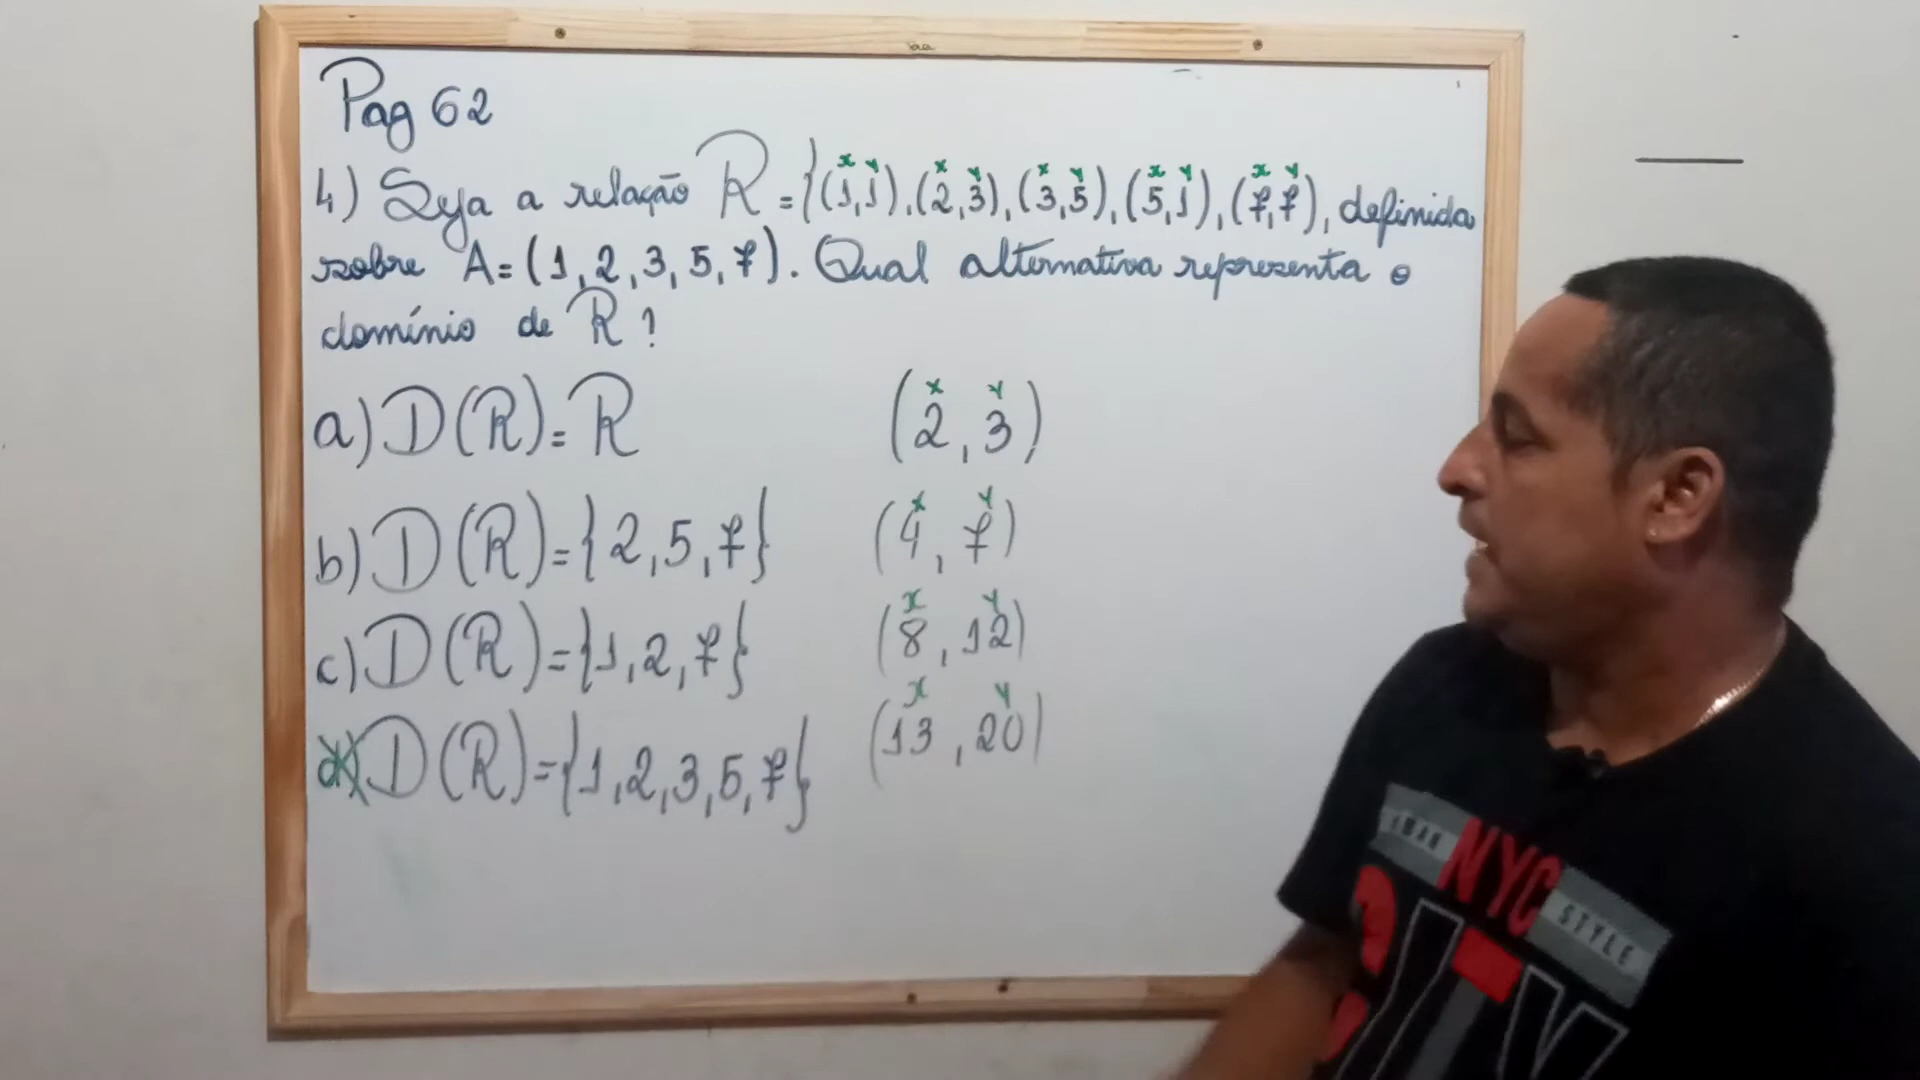 Pag 62
x y x y x y x y x y
4) Seja a relação R = {(1,1), (2,3), (3,5), (5,1), (7,7), definida
sobre A = (1, 2, 3, 5, 7). Qual alternativa representa o
domínio de R?
a) D(R) = R
x y
(2, 3)
b) D(R) = {2, 5, 7}
x y
(4, 7)
c) D(R) = {1, 2, 7}
x y
(8, 12)
d) D(R) = {1, 2, 3, 5, 7}
x y
(13, 20)
NYC
STYLE